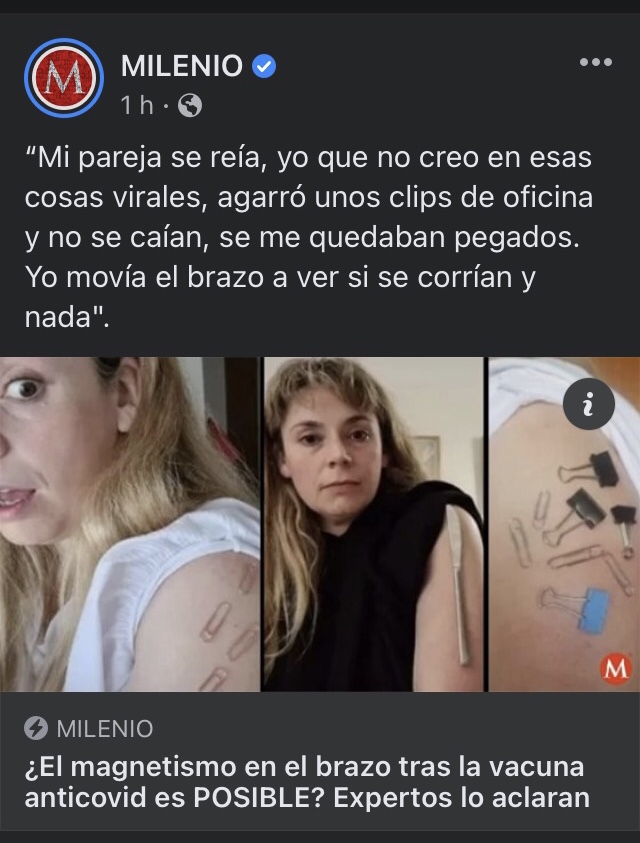 MILENIO
1 h ·
“Mi pareja se reía, yo que no creo en esas
cosas virales, agarró unos clips de oficina
y no se caían, se me quedaban pegados.
Yo movía el brazo a ver si se corrían y
nada".
MILENIO
¿El magnetismo en el brazo tras la vacuna
anticovid es POSIBLE? Expertos lo aclaran